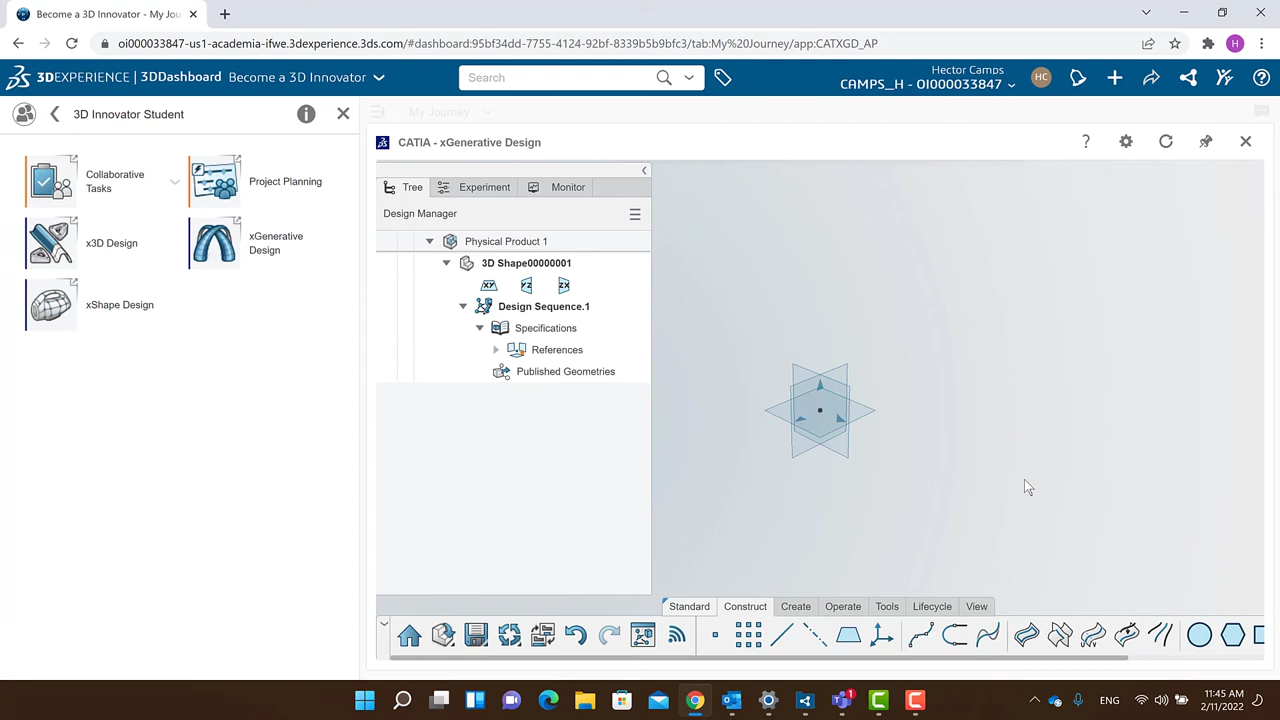 Become a 3D Innovator - My Jou
oi000033847-us1-academia-ifwe.3dexperience.3ds.com/#dashboard:95bf34dd-7755-4124-92bf-8339b5b9bfc3/tab:My%20Journey/app:CATXGD_AP
H
3DEXPERIENCE | 3DDashboard Become a 3D Innovator
Search
Hector Camps
CAMPS_H - OI000033847
HC
3D Innovator Student
My Journey
Collaborative
Tasks
Project Planning
x3D Design
xGenerative
Design
xShape Design
CATIA - xGenerative Design
Tree
Experiment
Monitor
Design Manager
Physical Product 1
3D Shape00000001
XY YZ ZX
Design Sequence.1
Specifications
References
Published Geometries
Standard Construct Create Operate Tools Lifecycle View
1
ENG
11:45 AM
2/11/2022